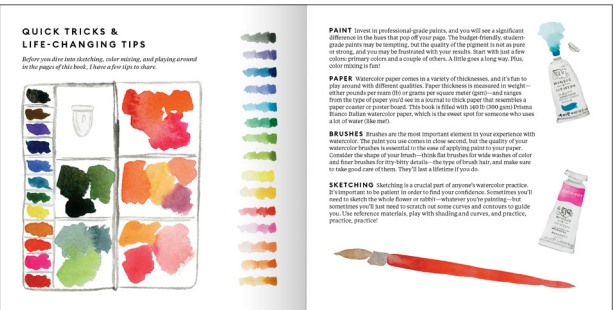 QUICK TRICKS &
LIFE-CHANGING TIPS
Before you dive into sketching, color mixing, and playing around
in the pages of this book, I have a few tips to share.
PAINT Invest in professional-grade paints, and you will see a significant
difference in the hues that pop off your page. The budget-friendly, student-
grade paints may be tempting, but the quality of the pigment is not as pure
or strong, and you may be frustrated with your results. Start with just a few
colors: primary colors and a couple of others. A little goes a long way. Plus,
color mixing is fun!
PAPER Watercolor paper comes in a variety of thicknesses, and it's fun to
play around with different options. Paper thickness is measured in weight—
either pounds per ream (lb) or grams per square meter (gsm)—and ranges
from the type of paper you'd see in a journal to thick paper that resembles a
paper coaster or poster board. This book is filled with 140 lb (300 gsm) Prisma
Bianco Italian watercolor paper, which is the sweet spot for someone who uses
a lot of water (like me!).
BRUSHES Brushes are the most important element in your experience with
watercolor. The paint you use comes in close second, but the quality of your
watercolor brushes is essential to the ease of applying paint to your paper.
Consider the shape of your brush—think flat brushes for wide washes of color
and finer brushes for itty-bitty details—the type of brush hair, and make sure
to take good care of them. They'll last a lifetime if you do.
SKETCHING Sketching is a crucial part of anyone's watercolor practice.
It's important to be patient in order to find your confidence. Sometimes you'll
need to sketch the whole flower or rabbit—whatever you're painting—but
sometimes you'll just need to scratch out some curves and contours to guide
you. Use reference materials, play with shading and curves, and practice,
practice, practice!